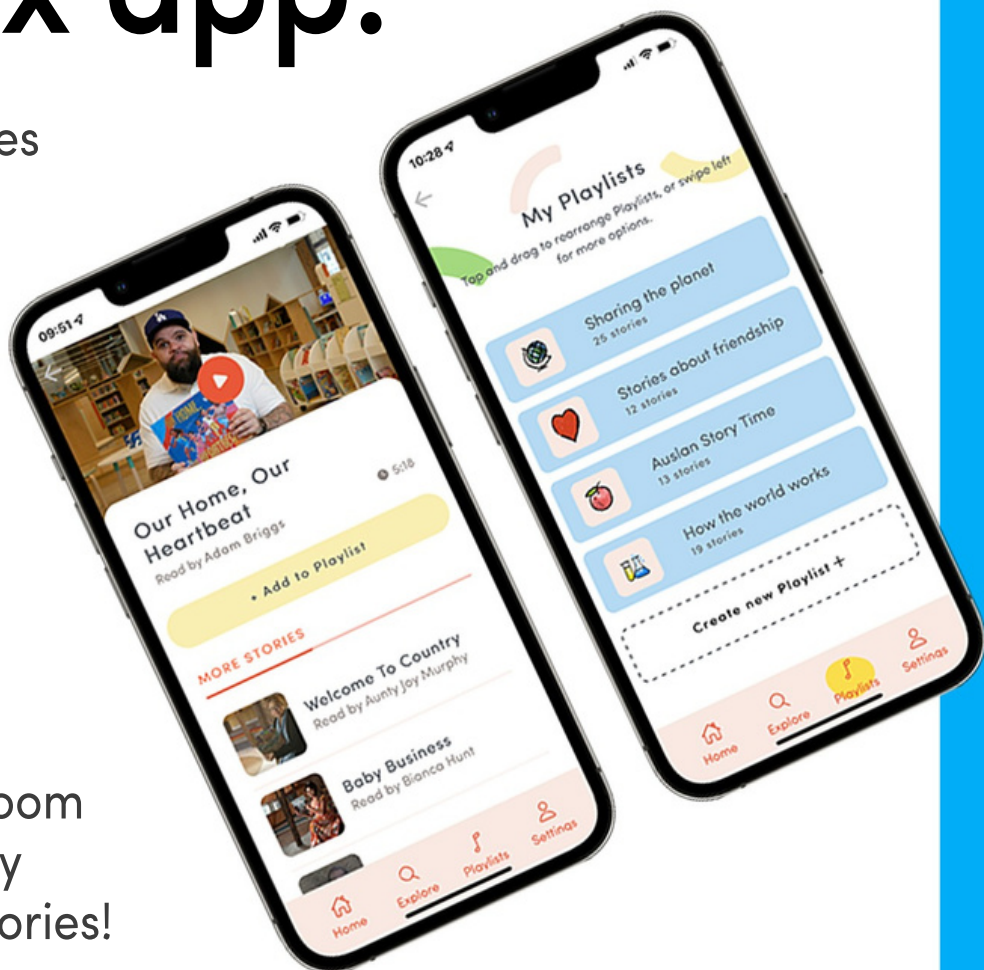 x app.
es
oom
y
ories!
09:51
Our Home, Our
Heartbeat
5:18
Read by Adam Briggs
+ Add to Playlist
MORE STORIES
Welcome To Country
Read by Aunty Joy Murphy
Baby Business
Read by Bianca Hunt
Home
Explore
Playlists
Settings
10:28
My Playlists
Tap and drag to rearrange Playlists, or swipe left
for more options.
Sharing the planet
25 stories
Stories about friendship
12 stories
Auslan Story Time
13 stories
How the world works
19 stories
Create new Playlist +
Home
Explore
Playlists
Settings